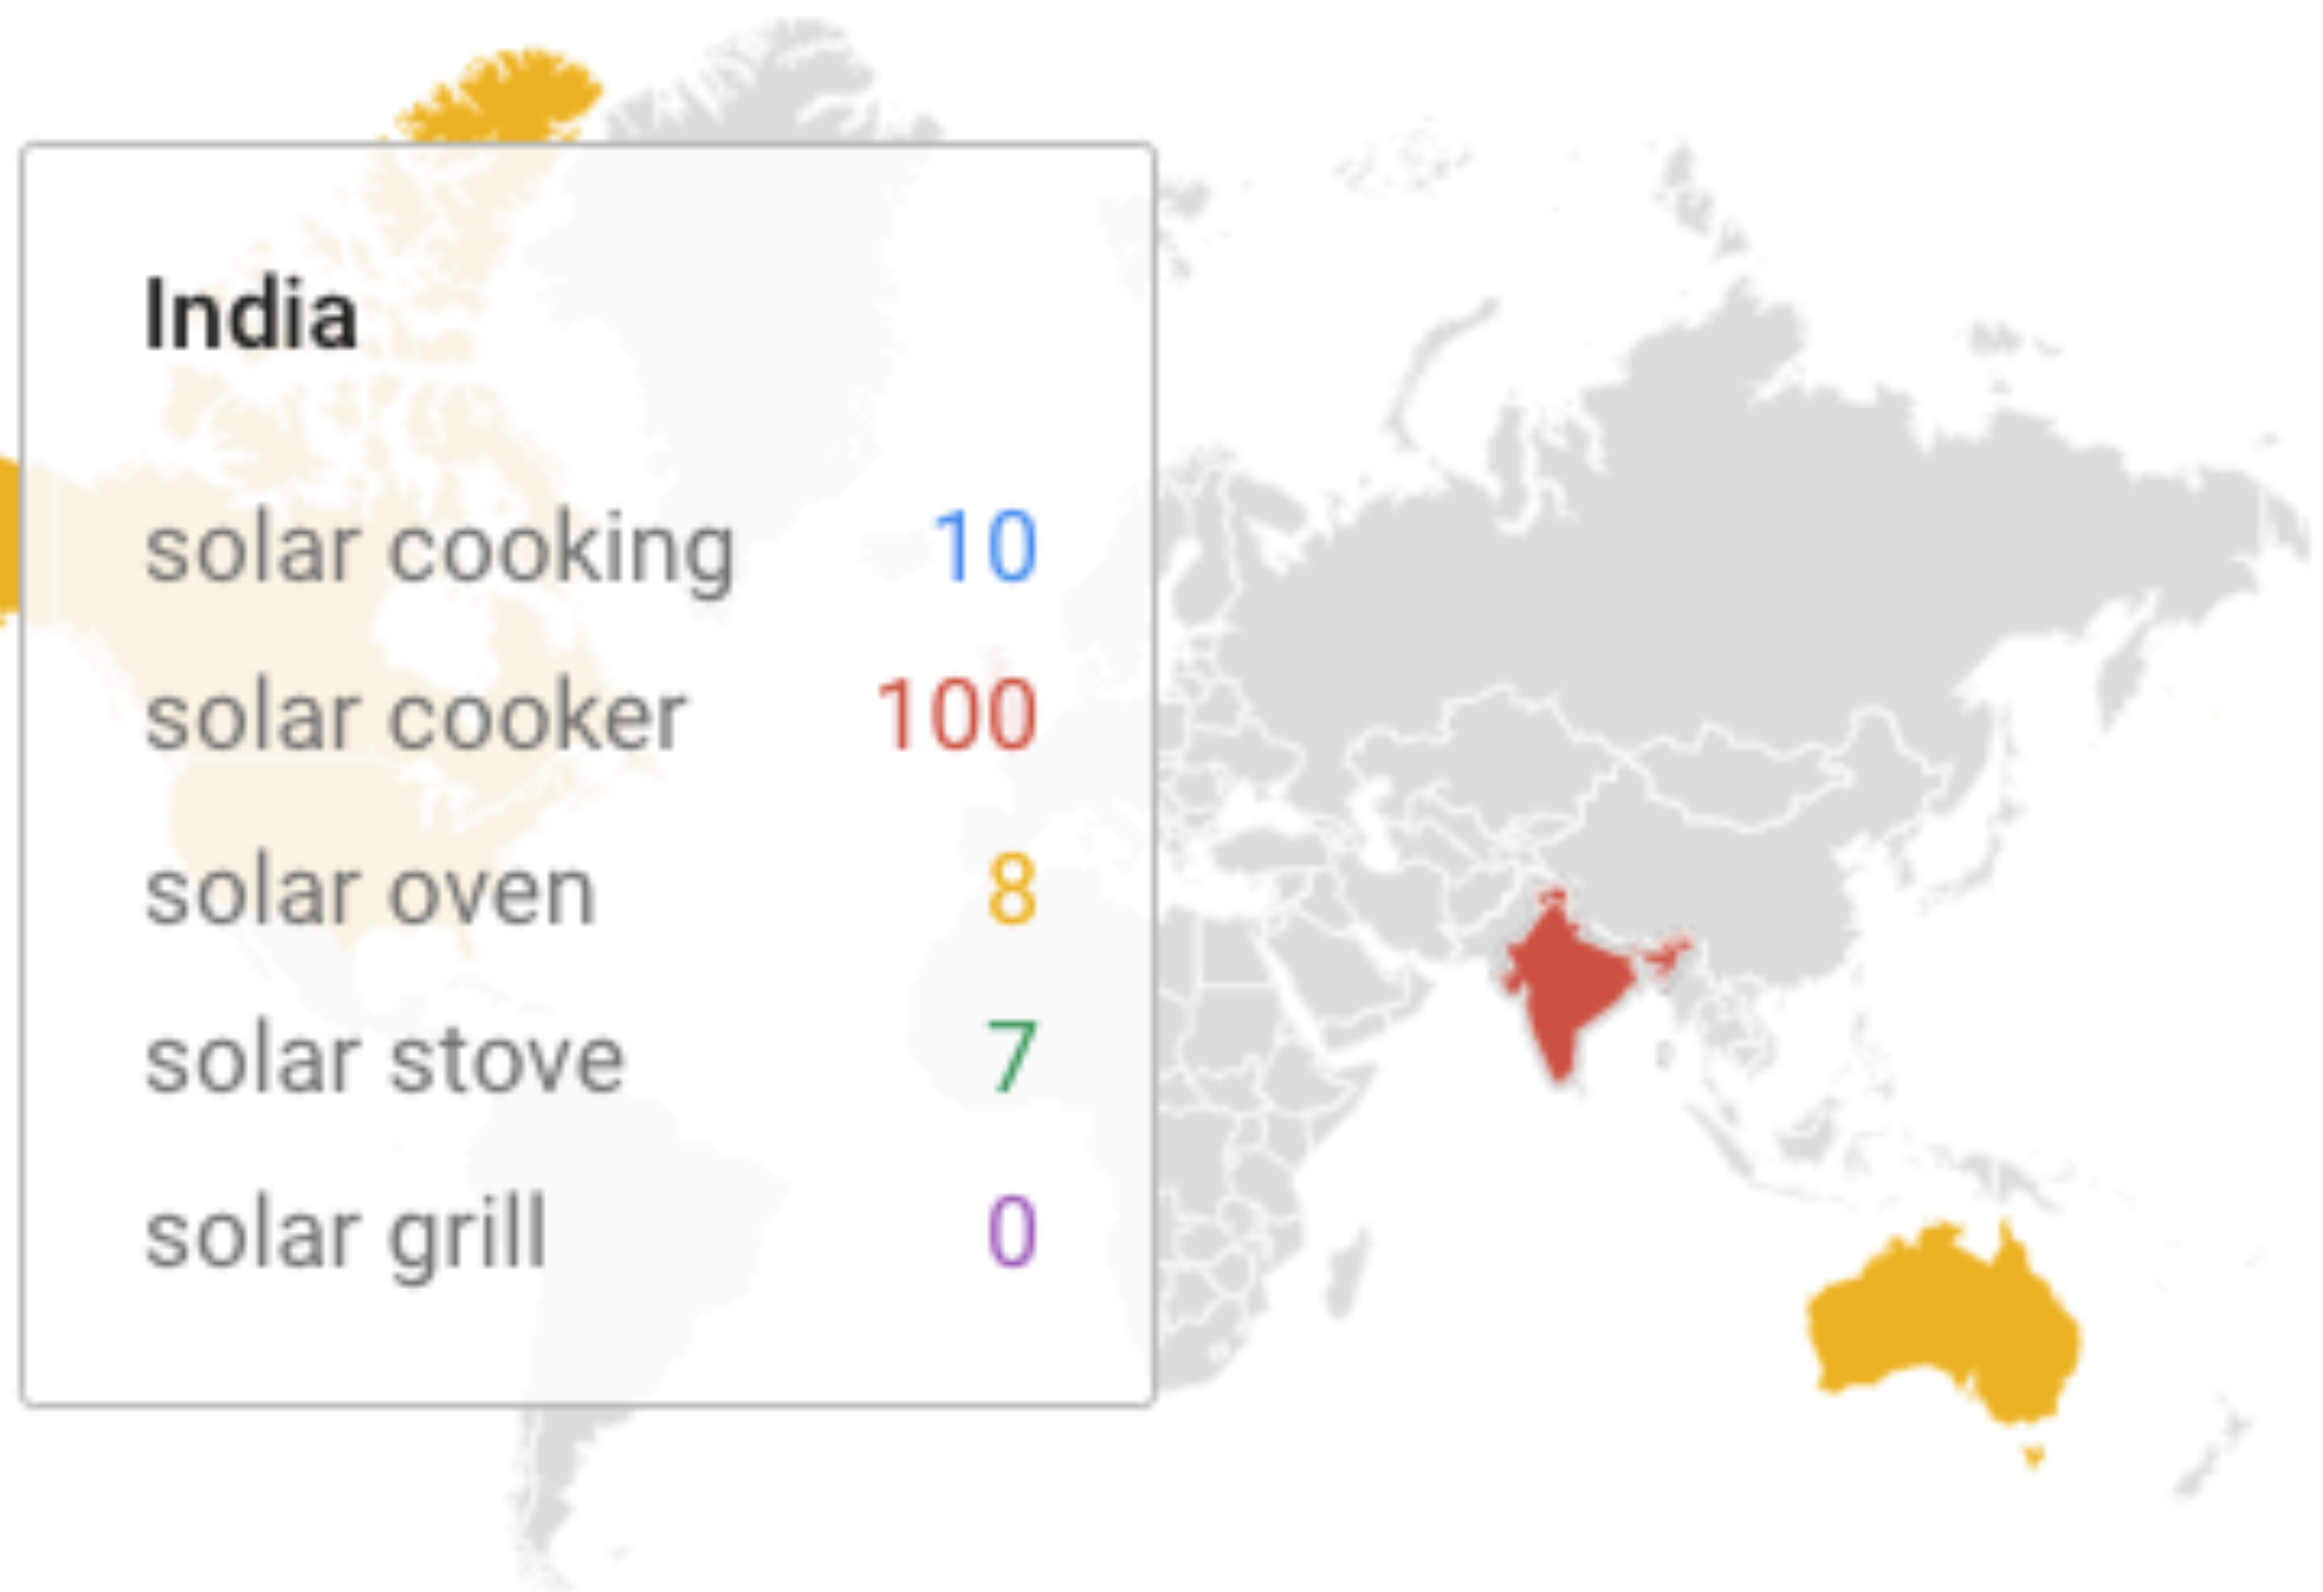 India
solar cooking 10
solar cooker 100
solar oven 8
solar stove 7
solar grill 0